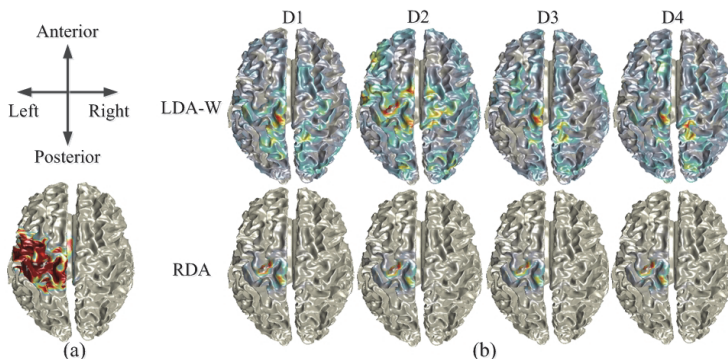 D1 D2 D3 D4
Anterior
Left Right
LDA-W
Posterior
RDA
(a) (b)